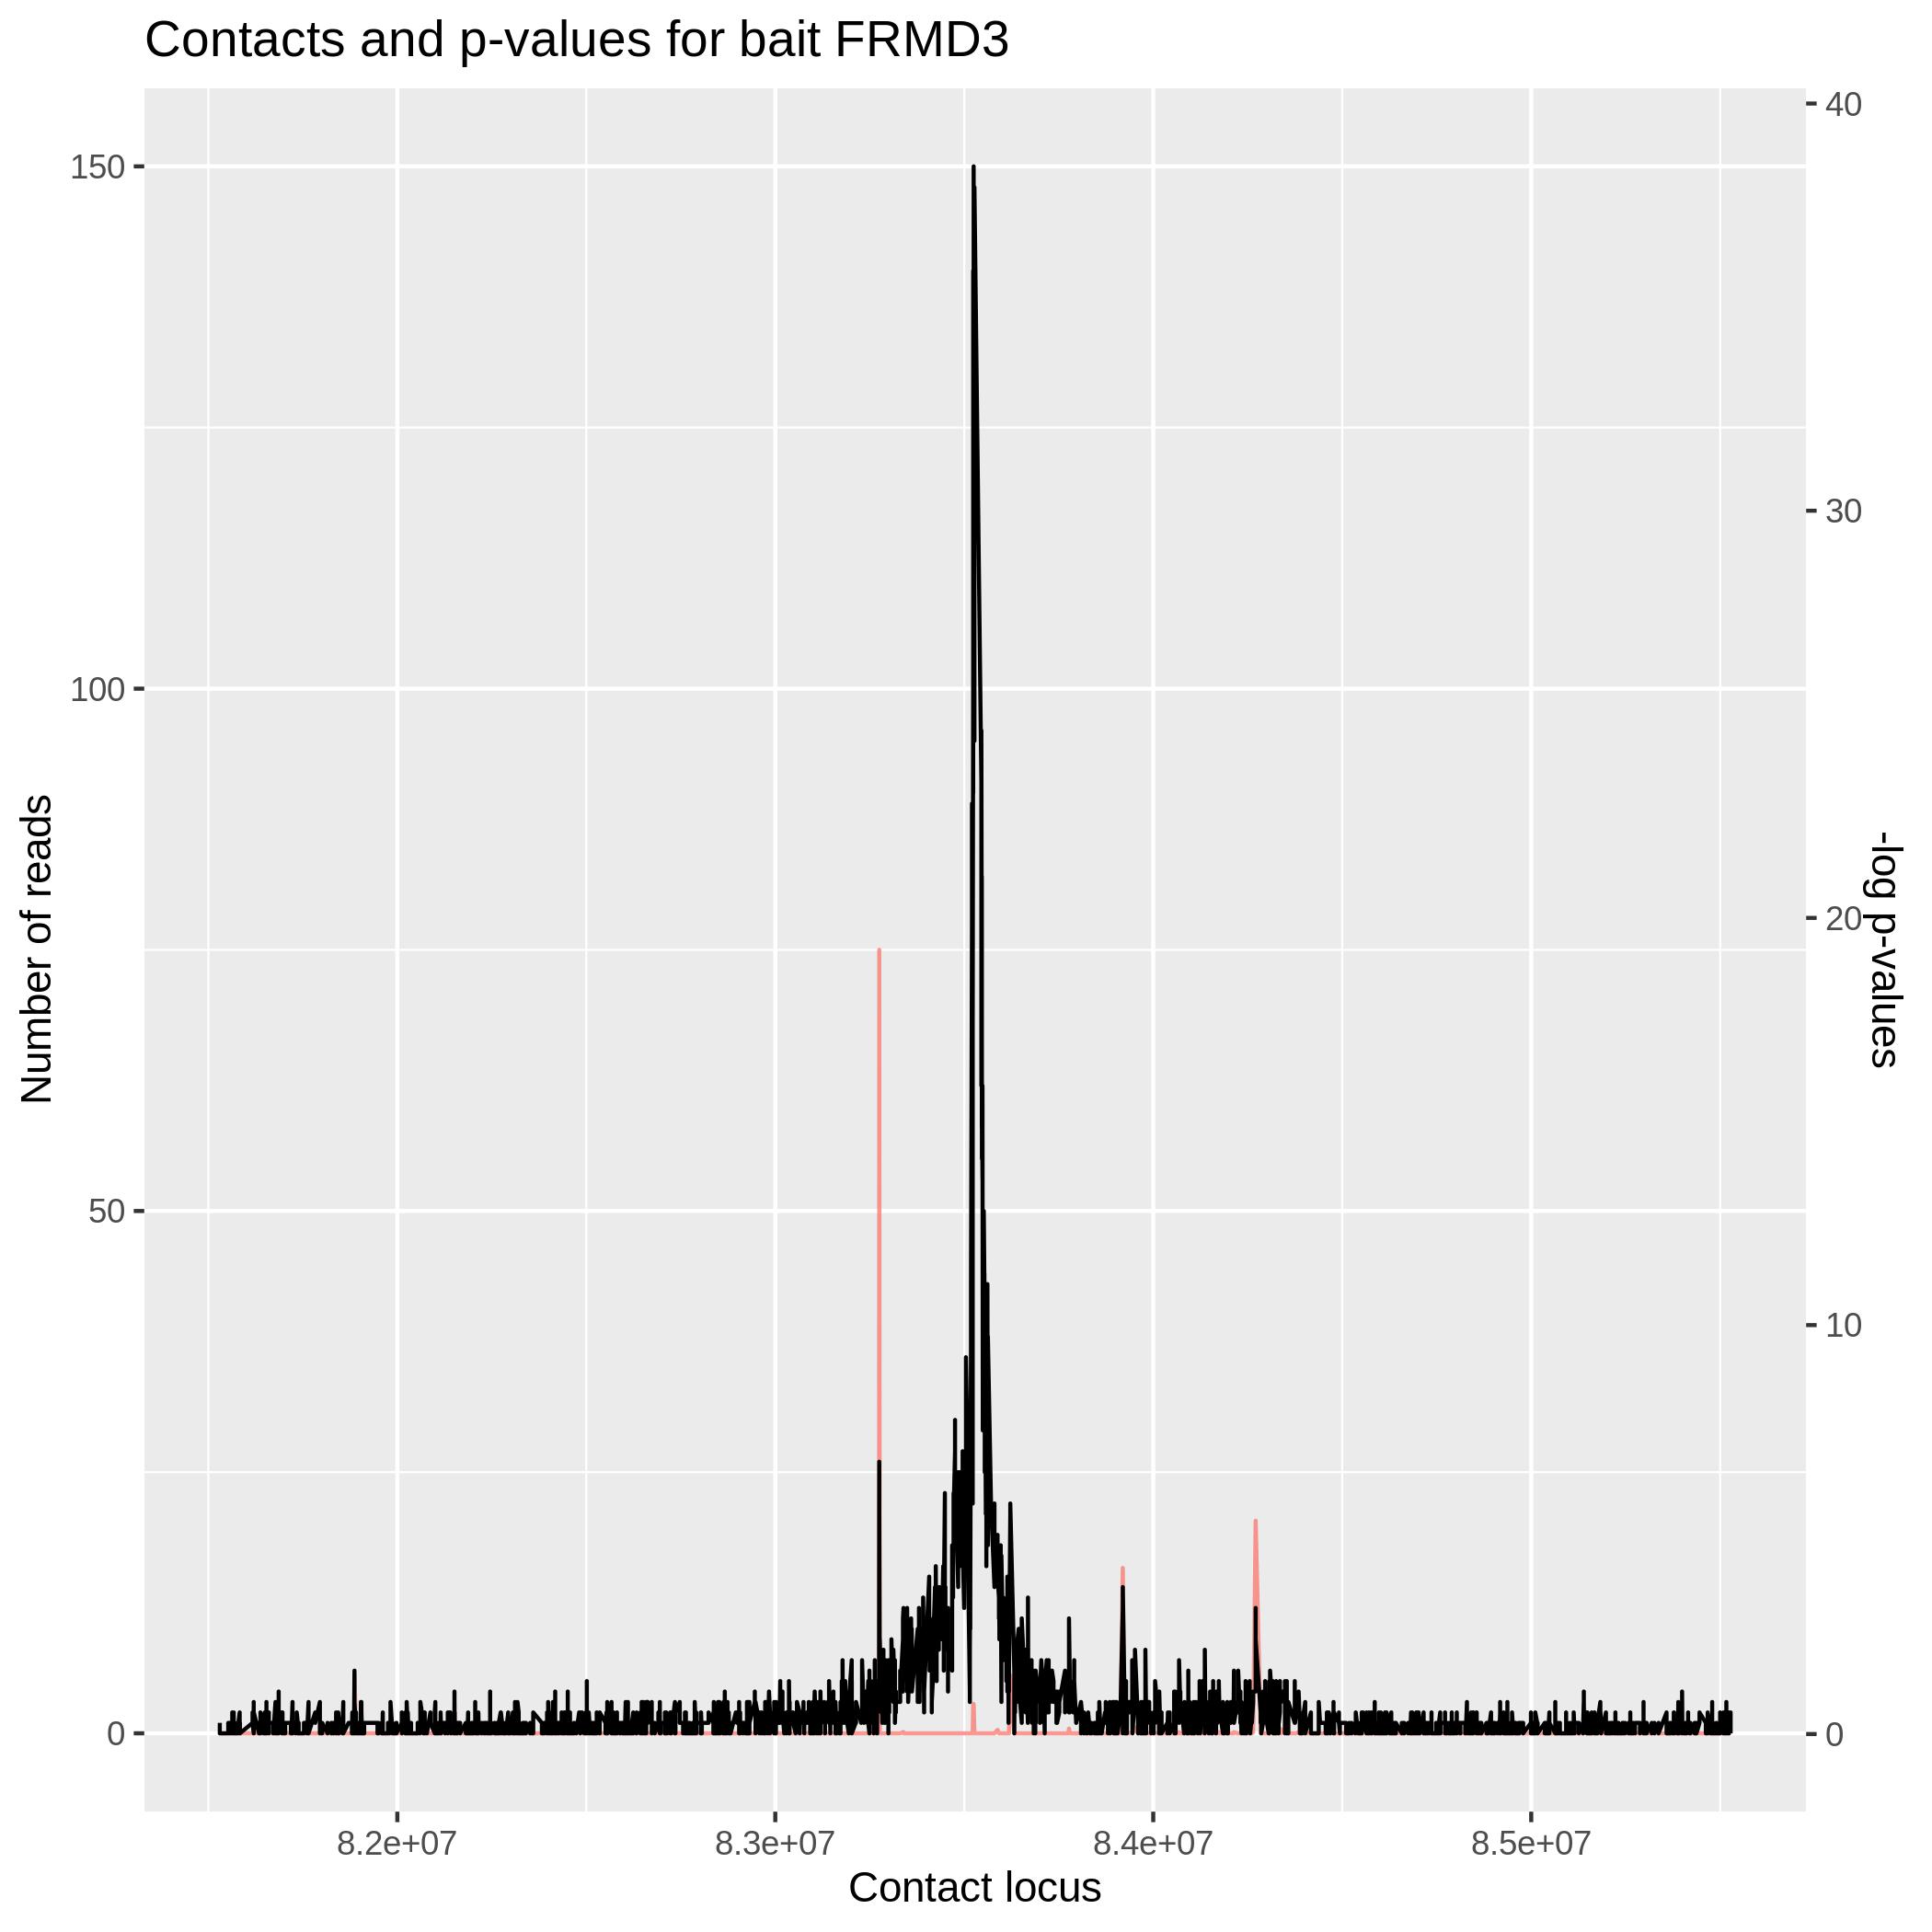 Contacts and p-values for bait FRMD3
150
100
50
0
Number of reads
40
30
20
10
0
-log p-values
8.2e+07 8.3e+07 8.4e+07 8.5e+07
Contact locus